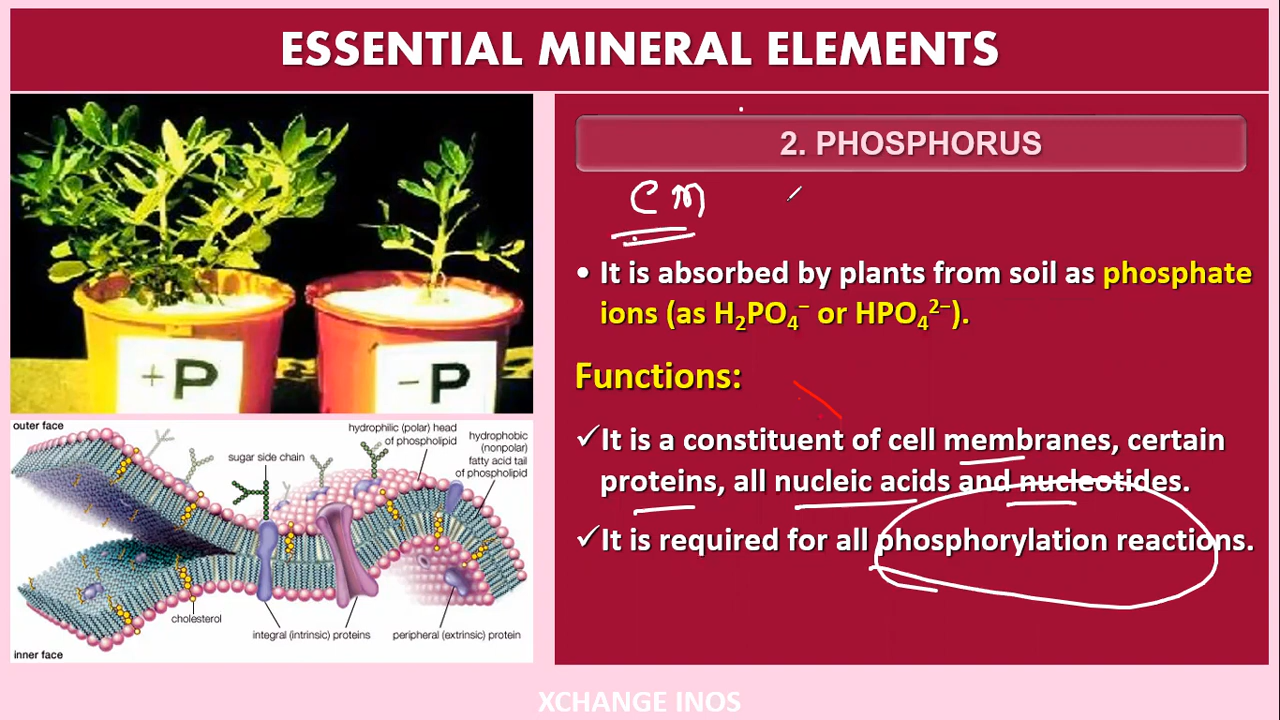 ESSENTIAL MINERAL ELEMENTS
+P
-P
outer face
sugar side chain
hydrophilic (polar) head
of phospholipid
hydrophobic
(nonpolar)
fatty acid tail
of phospholipid
cholesterol
integral (intrinsic) proteins
peripheral (extrinsic) protein
inner face
2. PHOSPHORUS
CM
• It is absorbed by plants from soil as phosphate
ions (as H₂PO₄⁻ or HPO₄²⁻).
Functions:
✓It is a constituent of cell membranes, certain
proteins, all nucleic acids and nucleotides.
✓It is required for all phosphorylation reactions.
XCHANGE INOS